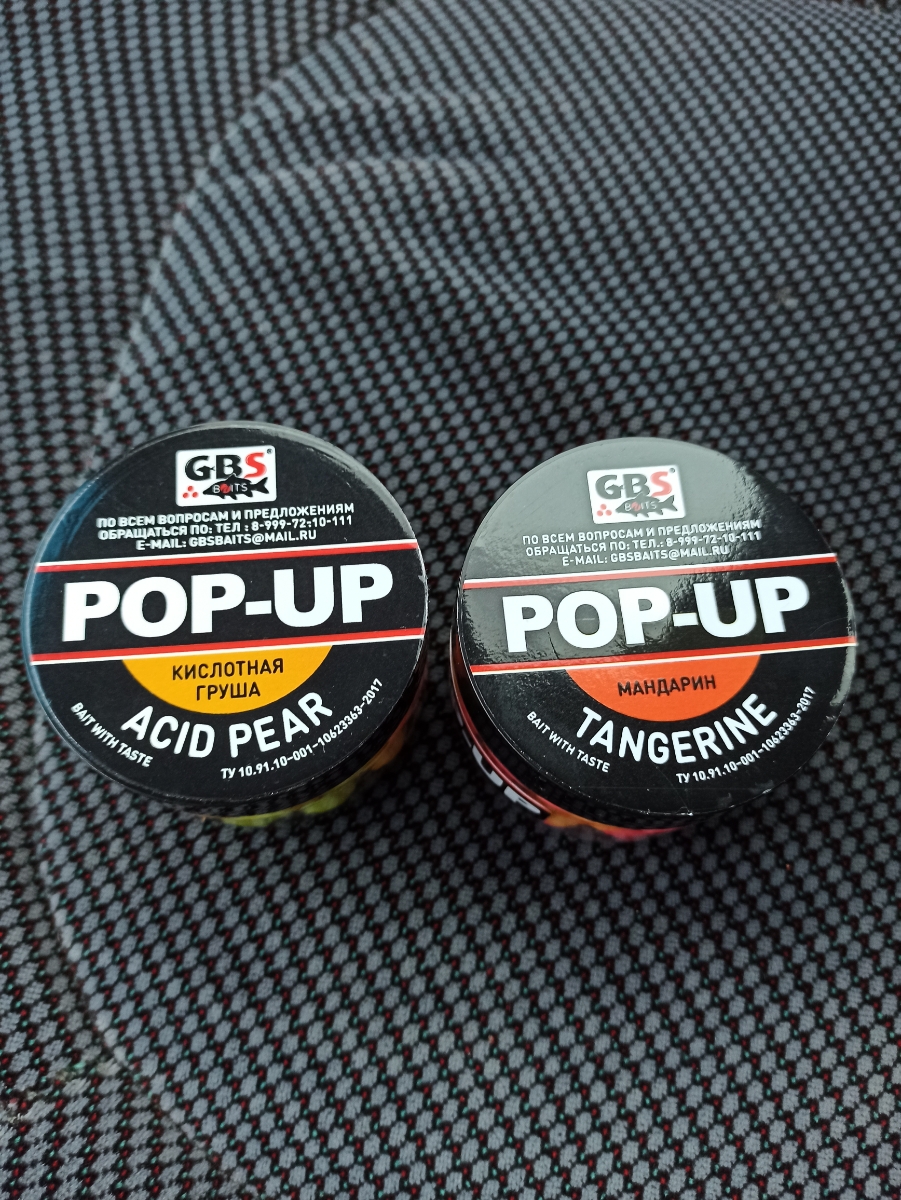 GBS
BAITS
ПО ВСЕМ ВОПРОСАМ И ПРЕДЛОЖЕНИЯМ
ОБРАЩАТЬСЯ ПО: ТЕЛ : 8-999-72-10-111
E-MAIL: GBSBAITS@MAIL.RU
POP-UP
КИСЛОТНАЯ
ГРУША
ACID PEAR
BAIT WITH TASTE
ТУ 10.91.10-001-10623363-2017
GBS
BAITS
ПО ВСЕМ ВОПРОСАМ И ПРЕДЛОЖЕНИЯМ
ОБРАЩАТЬСЯ ПО: ТЕЛ.: 8-999-72-10-111
E-MAIL: GBSBAITS@MAIL.RU
POP-UP
МАНДАРИН
TANGERINE
BAIT WITH TASTE
ТУ 10.91.10-001-10623363-2017
UP